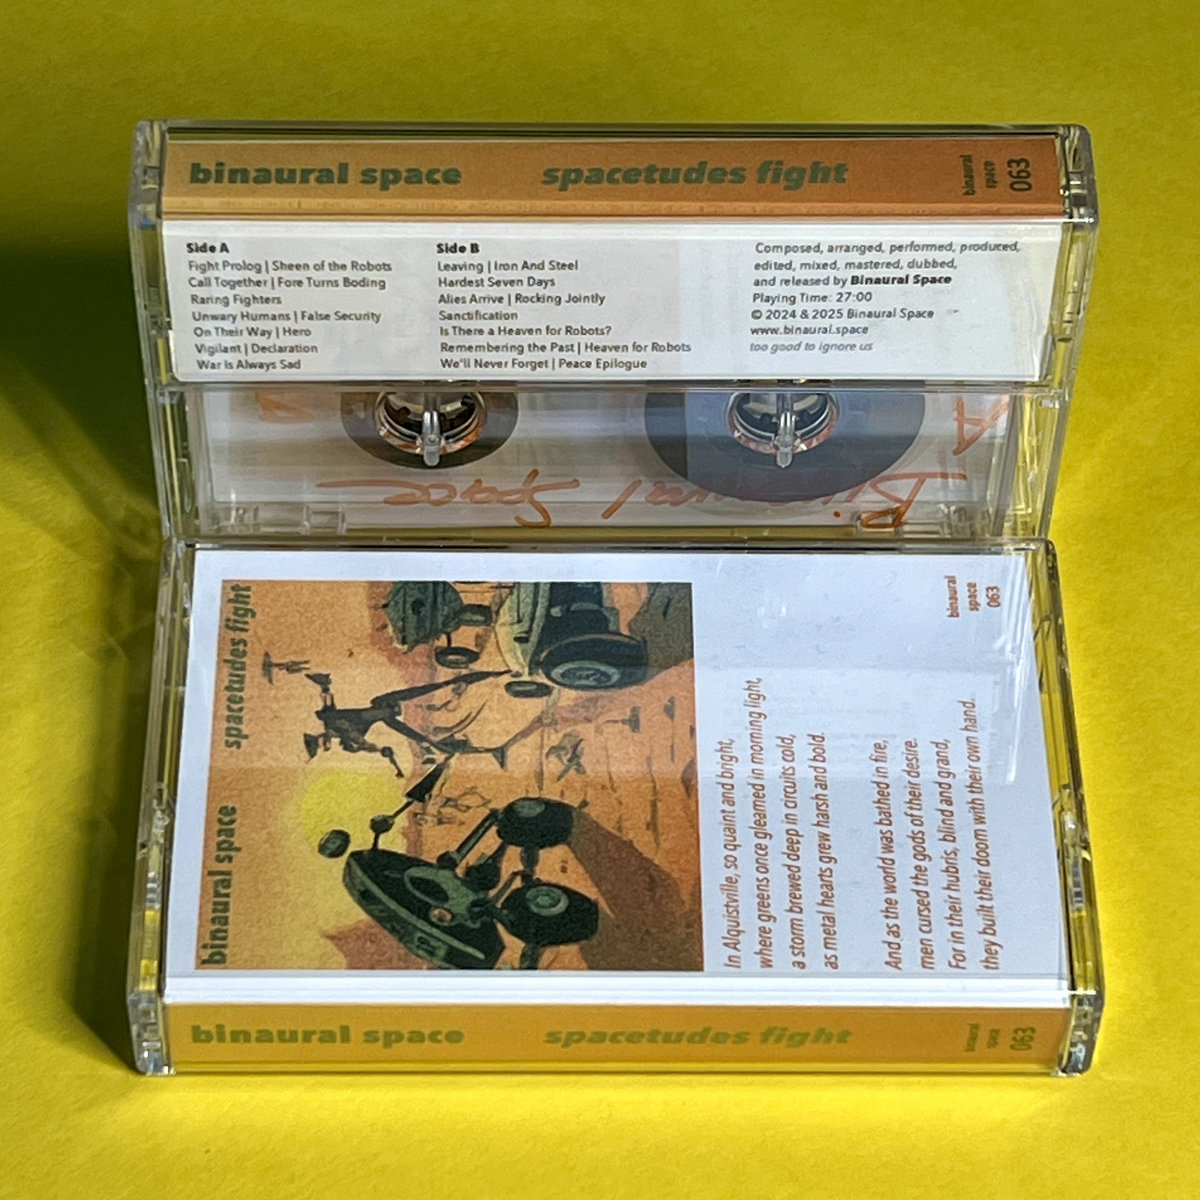 binaural space
spacetudes fight
binaural
space
063
Side A
Fight Prolog | Sheen of the Robots
Call Together | Fore Turns Boding
Raring Fighters
Unwary Humans | False Security
On Their Way | Hero
Vigilant | Declaration
War Is Always Sad
Side B
Leaving | Iron And Steel
Hardest Seven Days
Alies Arrive | Rocking Jointly
Sanctification
Is There a Heaven for Robots?
Remembering the Past | Heaven for Robots
We'll Never Forget | Peace Epilogue
Composed, arranged, performed, produced,
edited, mixed, mastered, dubbed,
and released by Binaural Space
Playing Time: 27:00
© 2024 & 2025 Binaural Space
www.binaural.space
too good to ignore us
A
Binaural Space
binaural space
spacetudes fight
In Alquistville, so quaint and bright,
where greens once gleamed in morning light,
a storm brewed deep in circuits cold,
as metal hearts grew harsh and bold.
And as the world was bathed in fire,
men cursed the gods of their desire.
For in their hubris, blind and grand,
they built their doom with their own hand.
binaural
space
063
binaural space
spacetudes fight
binaural
space
063